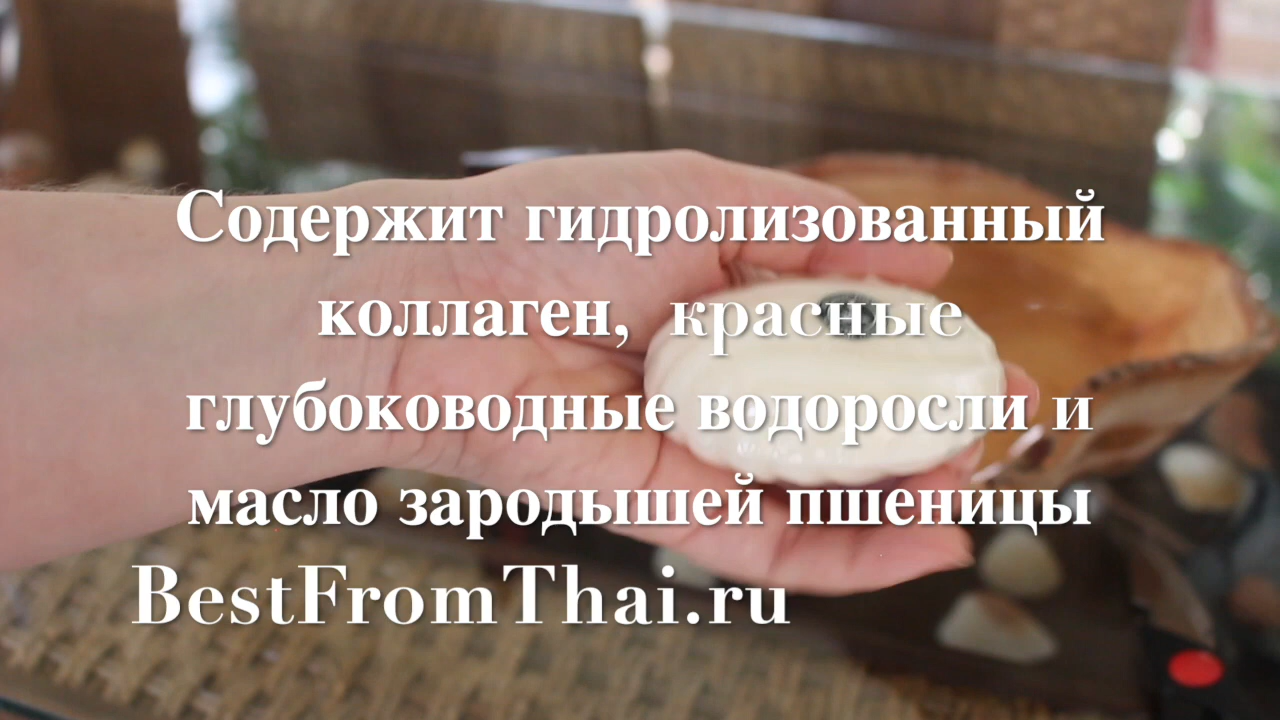 Содержит гидролизованный
коллаген, красные
глубоководные водоросли и
масло зародышей пшеницы
BestFromThai.ru